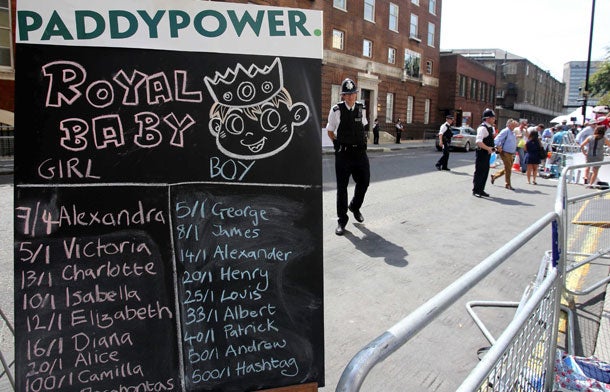 PADDYPOWER.
ROYAL
BABY
GIRL
7/4 Alexandra
5/1 Victoria
13/1 Charlotte
10/1 Isabella
12/1 Elizabeth
16/1 Diana
20/1 Alice
100/1 Camilla
Pocahontas
BOY
5/1 George
8/1 James
14/1 Alexander
20/1 Henry
25/1 Louis
33/1 Albert
40/1 Patrick
50/1 Andrew
500/1 Hashtag